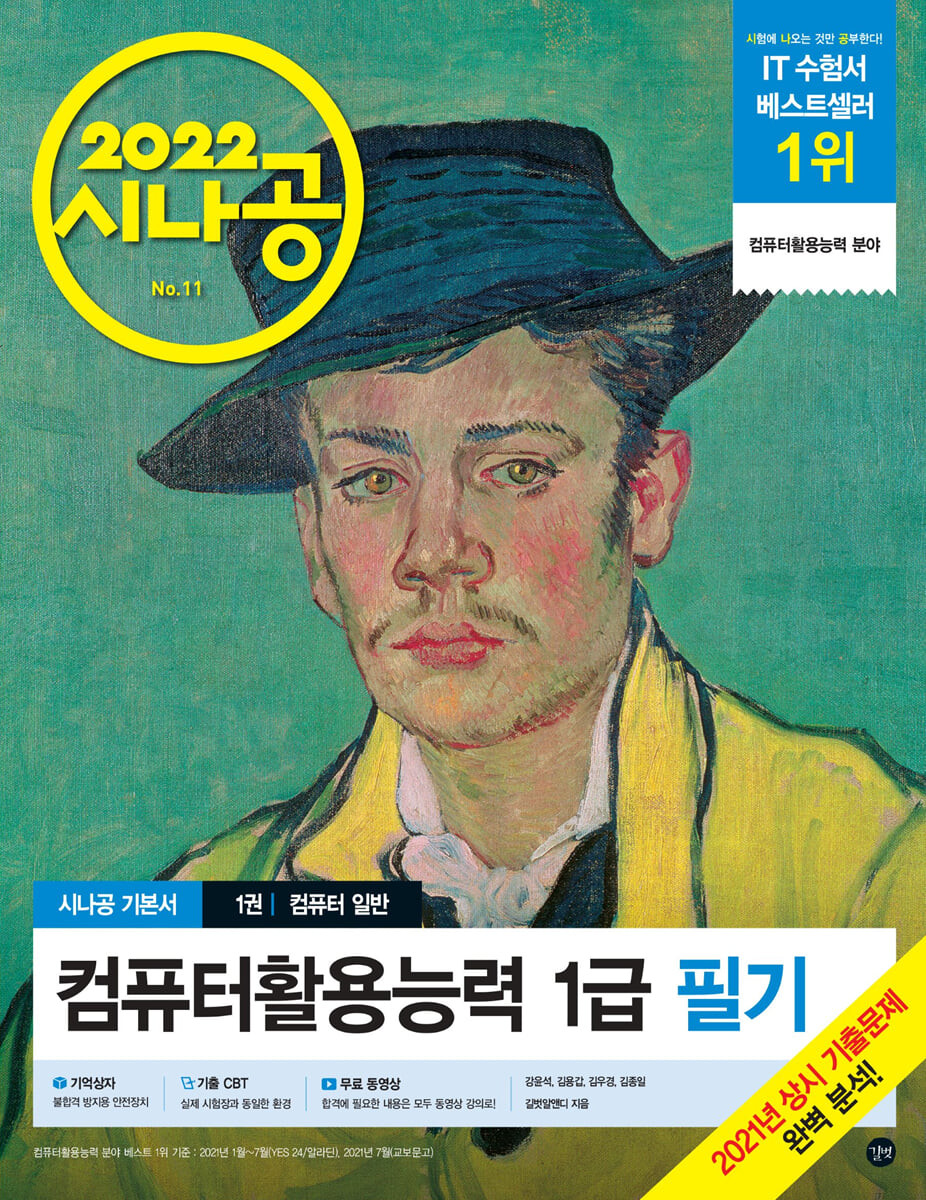 2022
시나공
No.11
시험에 나오는 것만 공부한다!
IT 수험서
베스트셀러
1위
컴퓨터활용능력 분야
시나공 기본서
1권 | 컴퓨터 일반
컴퓨터활용능력 1급 필기
기억상자
불합격 방지용 안전장치
기출 CBT
실제 시험장과 동일한 환경
무료 동영상
합격에 필요한 내용은 모두 동영상 강의로!
강윤석, 김용갑, 김우경, 김종일
길벗알앤디 지음
2021년 상시 기출문제
완벽 분석!
컴퓨터활용능력 분야 베스트 1위 기준 : 2021년 1월~7월(YES 24/알라딘), 2021년 7월(교보문고)
길벗